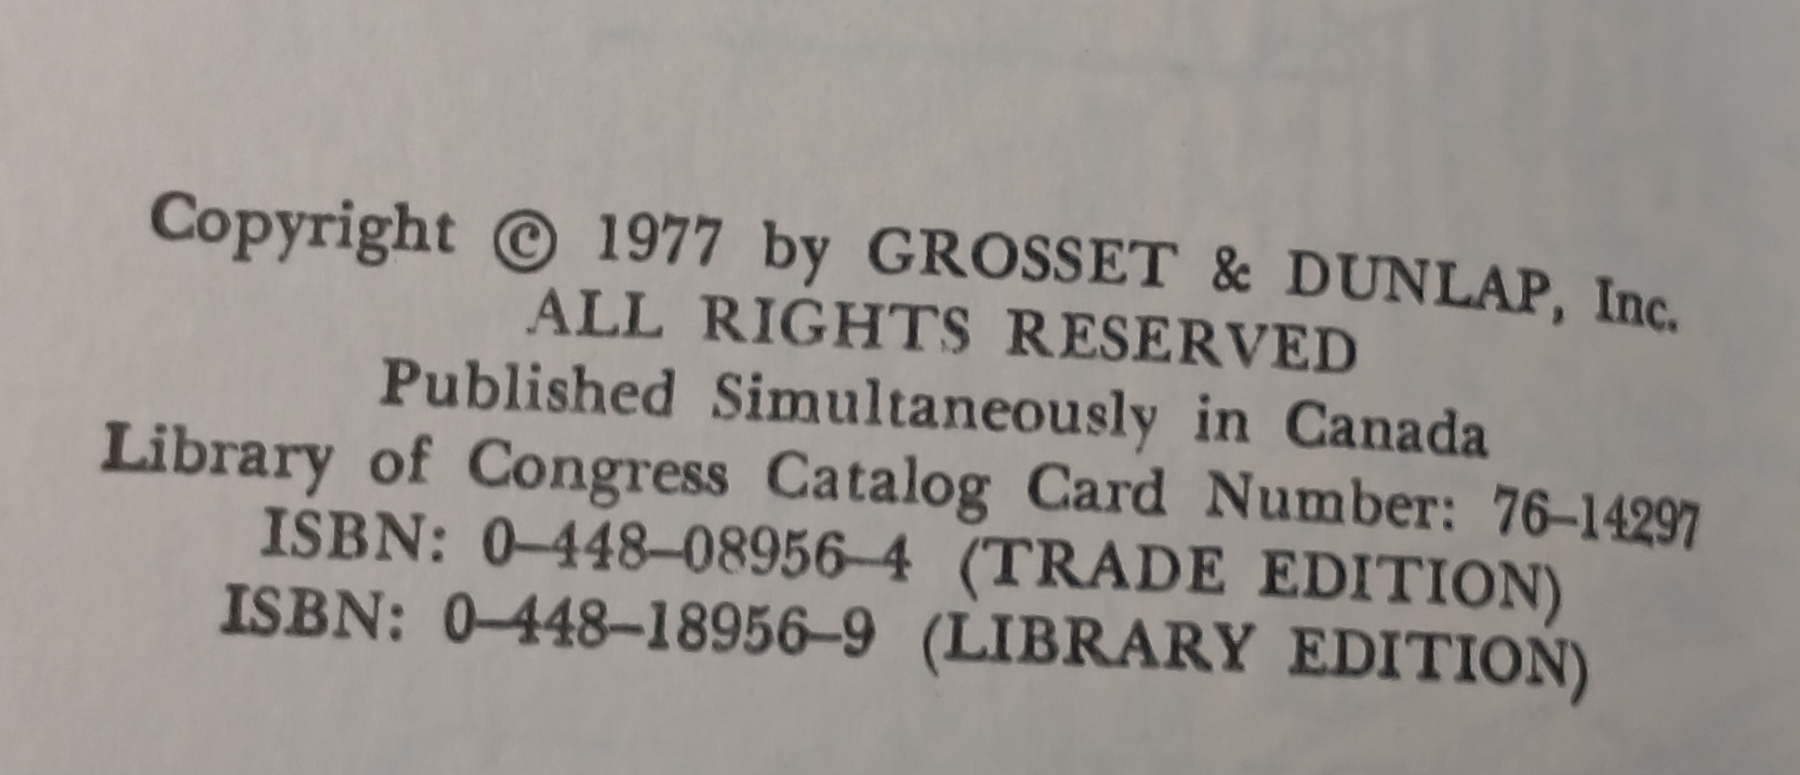 Copyright © 1977 by GROSSET & DUNLAP, Inc.
ALL RIGHTS RESERVED
Published Simultaneously in Canada
Library of Congress Catalog Card Number: 76–14297
ISBN: 0–448–08956–4 (TRADE EDITION)
ISBN: 0–448–18956–9 (LIBRARY EDITION)